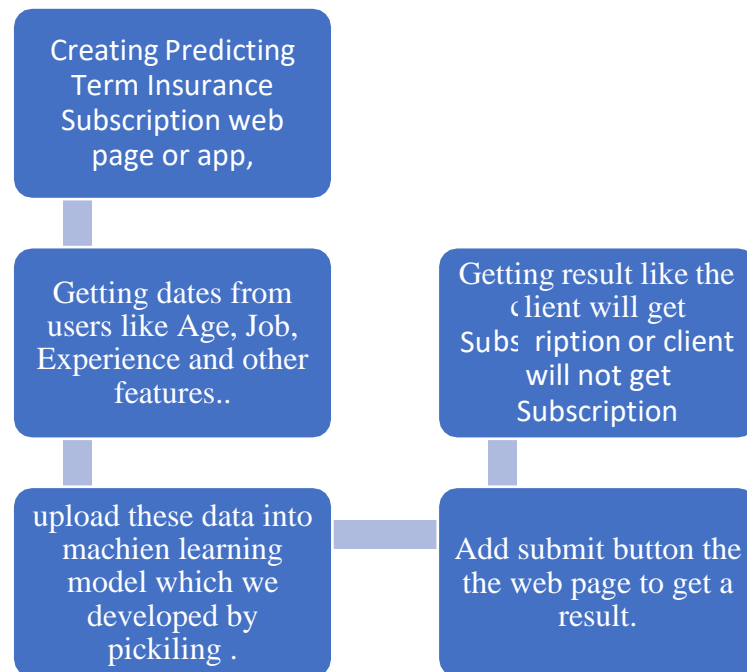 Creating Predicting
Term Insurance
Subscription web
page or app,
Getting dates from
users like Age, Job,
Experience and other
features..
upload these data into
machien learning
model which we
developed by
pickiling .
Add submit button the
the web page to get a
result.
Getting result like the
client will get
Subs ription or client
will not get
Subscription